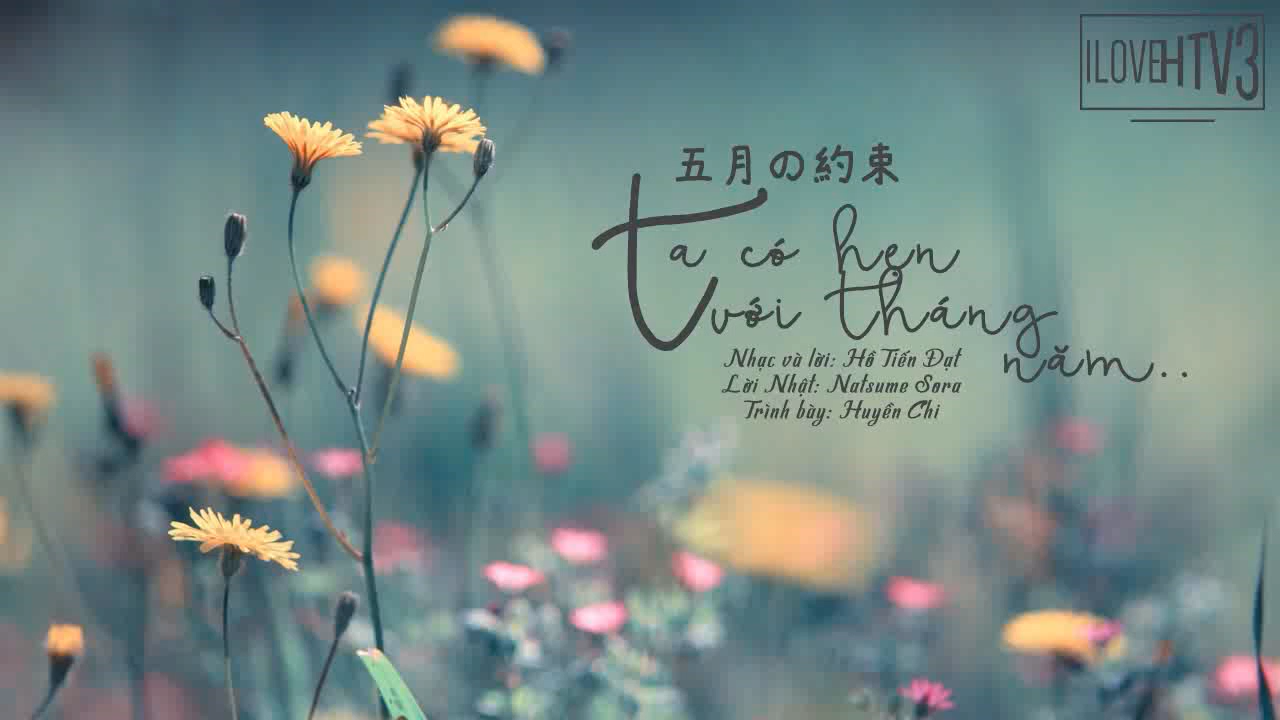 ILOVEHTV3
五月の約束
Ta có hẹn
với tháng
năm..
Nhạc và lời: Hồ Tiến Đạt
Lời Nhật: Natsume Sora
Trình bày: Huyền Chi